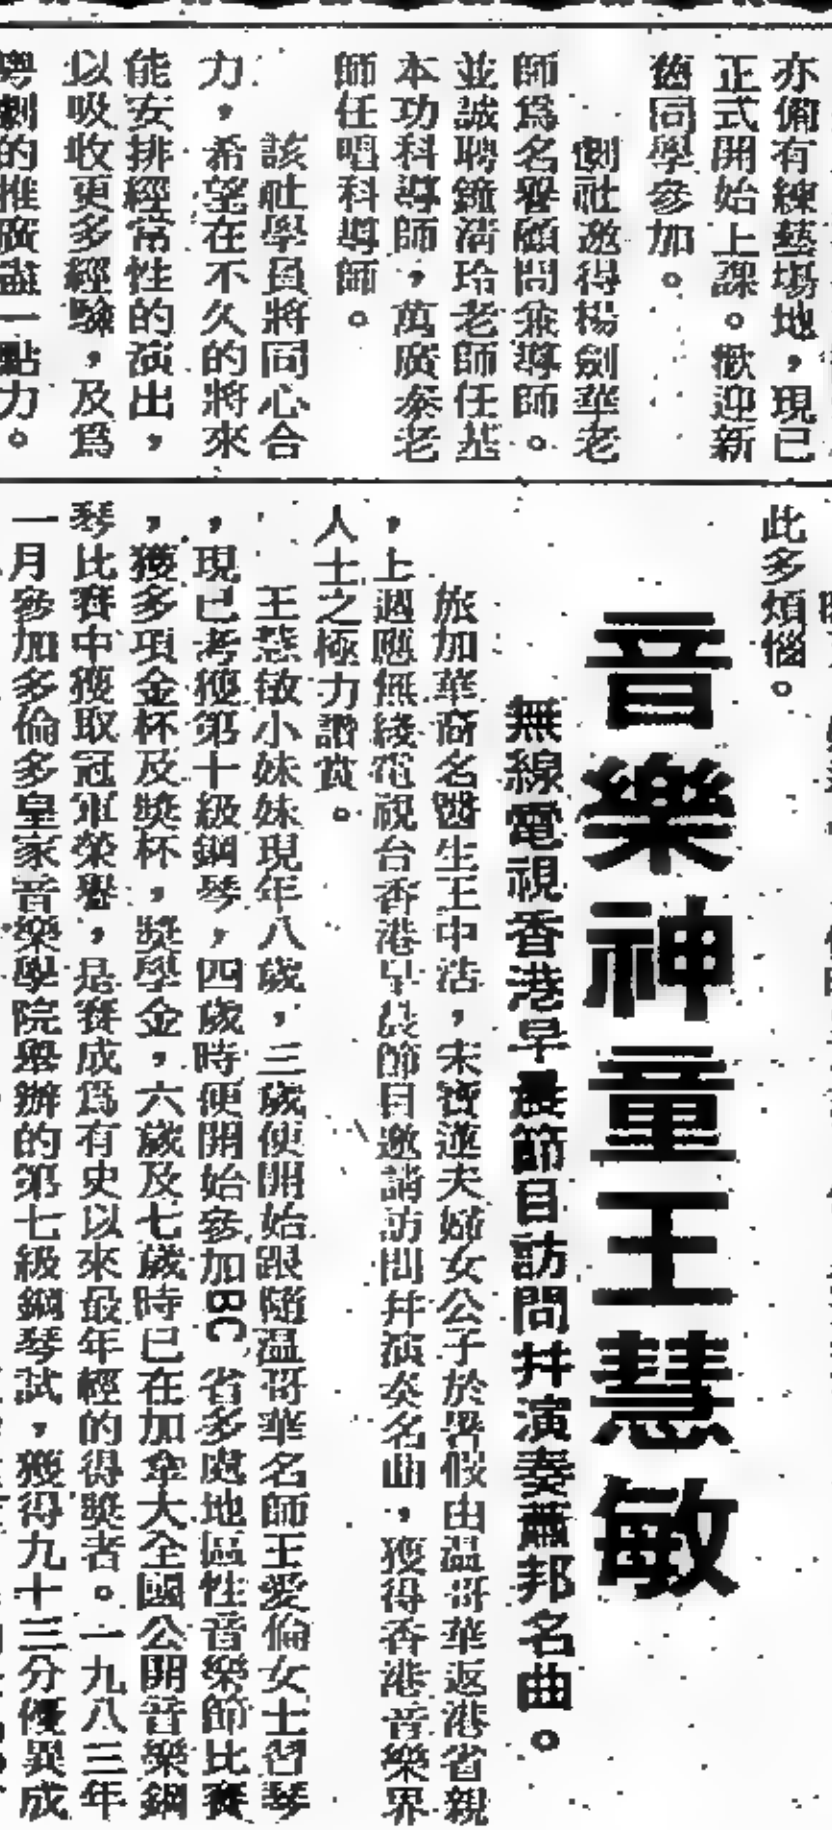 亦備有練藝場地，現已
正式開始上課。歡迎新
舊同學參加。
劇社邀得楊劍華老
師爲名譽顧問兼導師。
並誠聘鐘清玲老師任基
本功科導師，萬廣泰老
師任唱科導師。
該社學員將同心合
力，希望在不久的將來
能安排經常性的演出，
以吸收更多經驗，及爲
粵劇的推廣盡一點力。
此多煩惱。
音樂神童王慧敏
無線電視香港早晨節目訪問并演奏蕭邦名曲。
旅加華裔名醫生王中活，宋寶蓮夫婦女公子於暑假由温哥華返港省親
，上週應無綫電視台香港早晨節目邀請訪問并演奏名曲，獲得香港音樂界
人士之極力讚賞。
王慧敏小妹妹現年八歲，三歲便開始跟隨温哥華名師王愛倫女士習琴
，現已考獲第十級鋼琴，四歲時便開始參加BC省多處地區性音樂節比賽
，獲多項金杯及獎杯，獎學金，六歲及七歲時已在加拿大全國公開音樂鋼
琴比賽中獲取冠軍榮譽，是賽成爲有史以來最年輕的得獎者。一九八三年
一月參加多倫多皇家音樂學院舉辦的第七級鋼琴試，獲得九十三分優異成